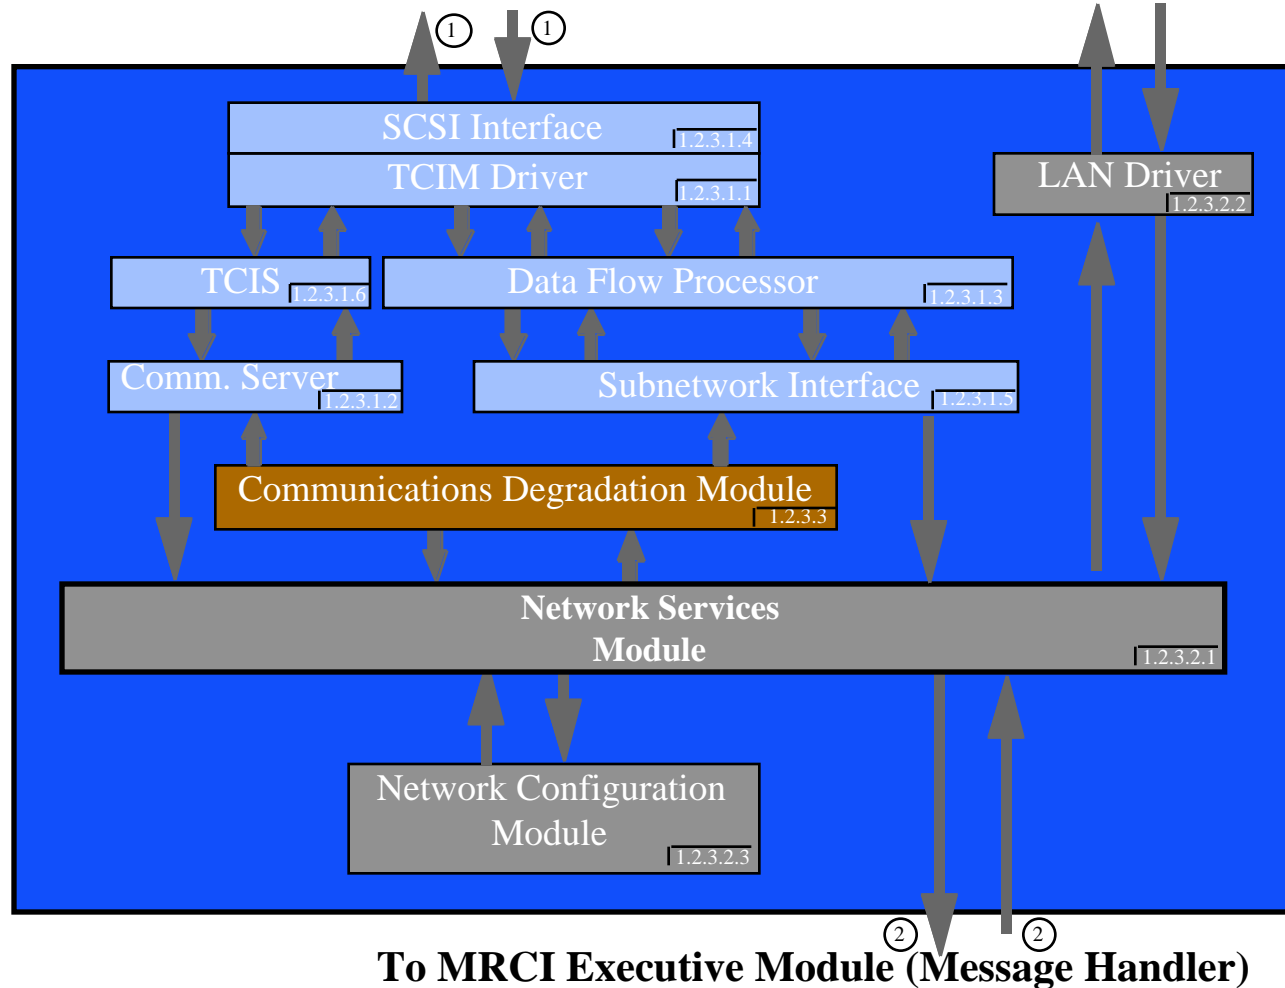 1
1
SCSI Interface
1.2.3.1.4
TCIM Driver
1.2.3.1.1
LAN Driver
1.2.3.2.2
TCIS
1.2.3.1.6
Data Flow Processor
1.2.3.1.3
Comm. Server
1.2.3.1.2
Subnetwork Interface
1.2.3.1.5
Communications Degradation Module
1.2.3.3
Network Services
Module
1.2.3.2.1
Network Configuration
Module
1.2.3.2.3
2
2
To MRCI Executive Module (Message Handler)